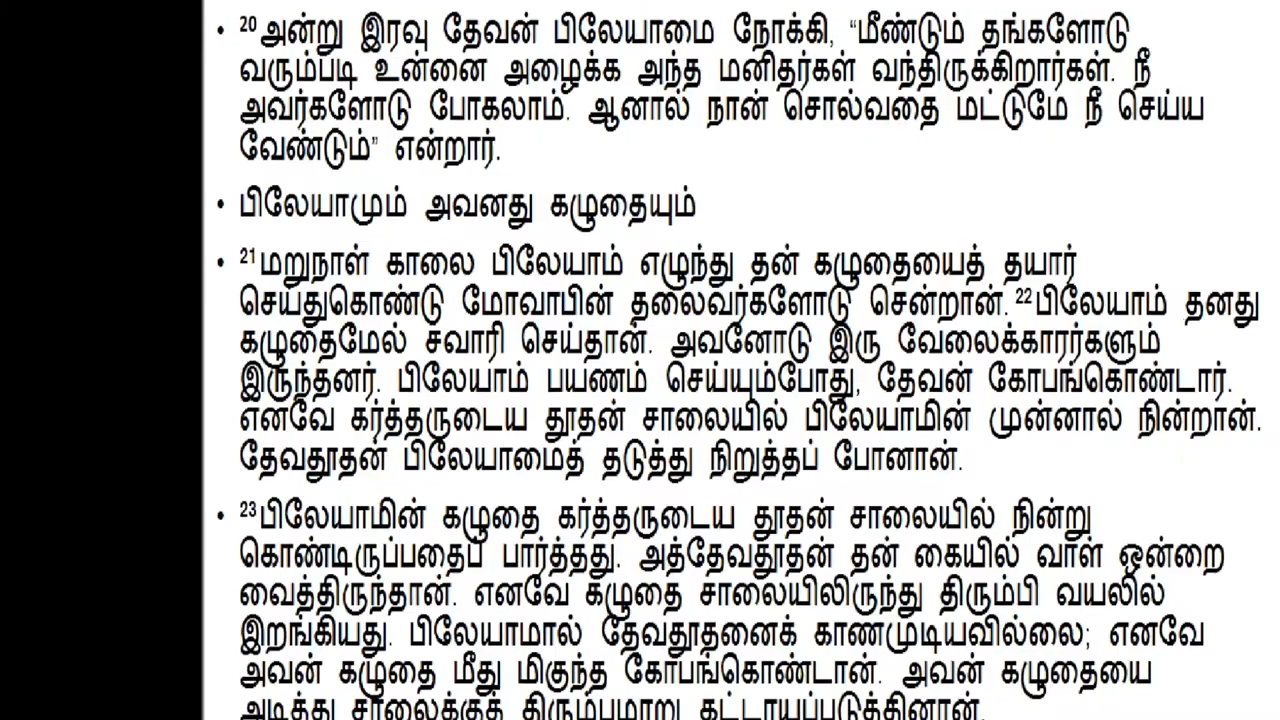 • 20அன்று இரவு தேவன் பிலேயாமை நோக்கி, “மீண்டும் தங்களோடு
வரும்படி உன்னை அழைக்க அந்த மனிதர்கள் வந்திருக்கிறார்கள். நீ
அவர்களோடு போகலாம். ஆனால் நான் சொல்வதை மட்டுமே நீ செய்ய
வேண்டும்” என்றார்.
• பிலேயாமும் அவனது கழுதையும்
• 21மறுநாள் காலை பிலேயாம் எழுந்து தன் கழுதையைத் தயார்
செய்துகொண்டு மோவாபின் தலைவர்களோடு சென்றான். 22பிலேயாம் தனது
கழுதைமேல் சவாரி செய்தான். அவனோடு இரு வேலைக்காரர்களும்
இருந்தனர். பிலேயாம் பயணம் செய்யும்போது, தேவன் கோபங்கொண்டார்.
எனவே கர்த்தருடைய தூதன் சாலையில் பிலேயாமின் முன்னால் நின்றான்.
தேவதூதன் பிலேயாமைத் தடுத்து நிறுத்தப் போனான்.
• 23பிலேயாமின் கழுதை கர்த்தருடைய தூதன் சாலையில் நின்று
கொண்டிருப்பதைப் பார்த்தது. அத்தேவதூதன் தன் கையில் வாள் ஒன்றை
வைத்திருந்தான். எனவே கழுதை சாலையிலிருந்து திரும்பி வயலில்
இறங்கியது. பிலேயாமால் தேவதூதனைக் காணமுடியவில்லை; எனவே
அவன் கழுதை மீது மிகுந்த கோபங்கொண்டான். அவன் கழுதையை
அடித்து சாலைக்குத் திரும்புமாறு கட்டாயப்படுத்தினான்.